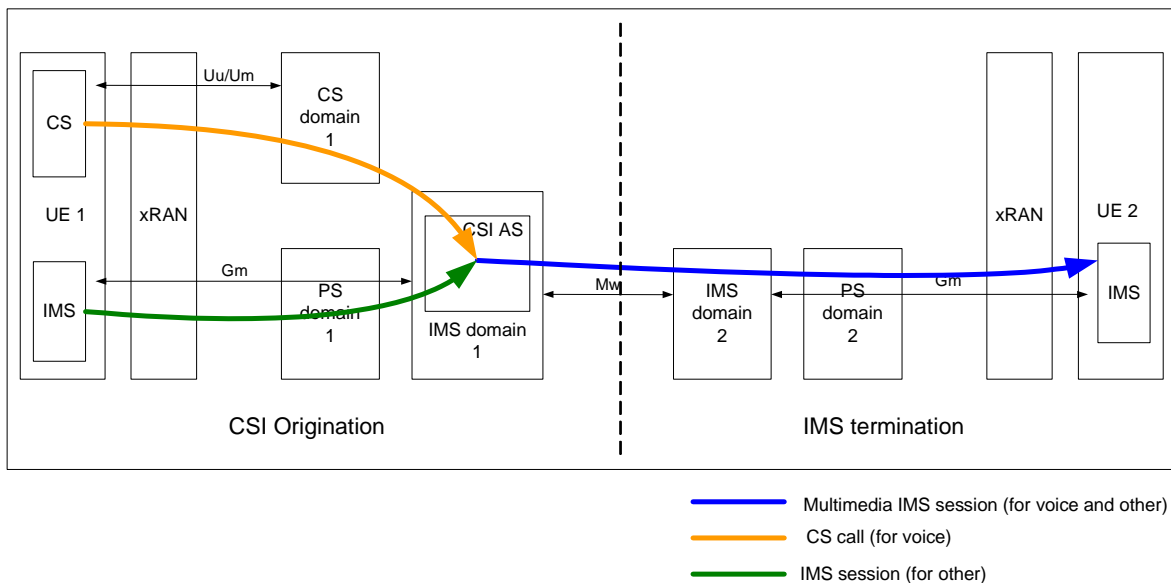 Uu/Um
CS
CS
domain
1
UE 1
xRAN
CSI AS
Gm
IMS
PS
domain
1
IMS domain
1
Mw
IMS
domain
2
PS
domain
2
Gm
xRAN
UE 2
IMS
CSI Origination
IMS termination
Multimedia IMS session (for voice and other)
CS call (for voice)
IMS session (for other)